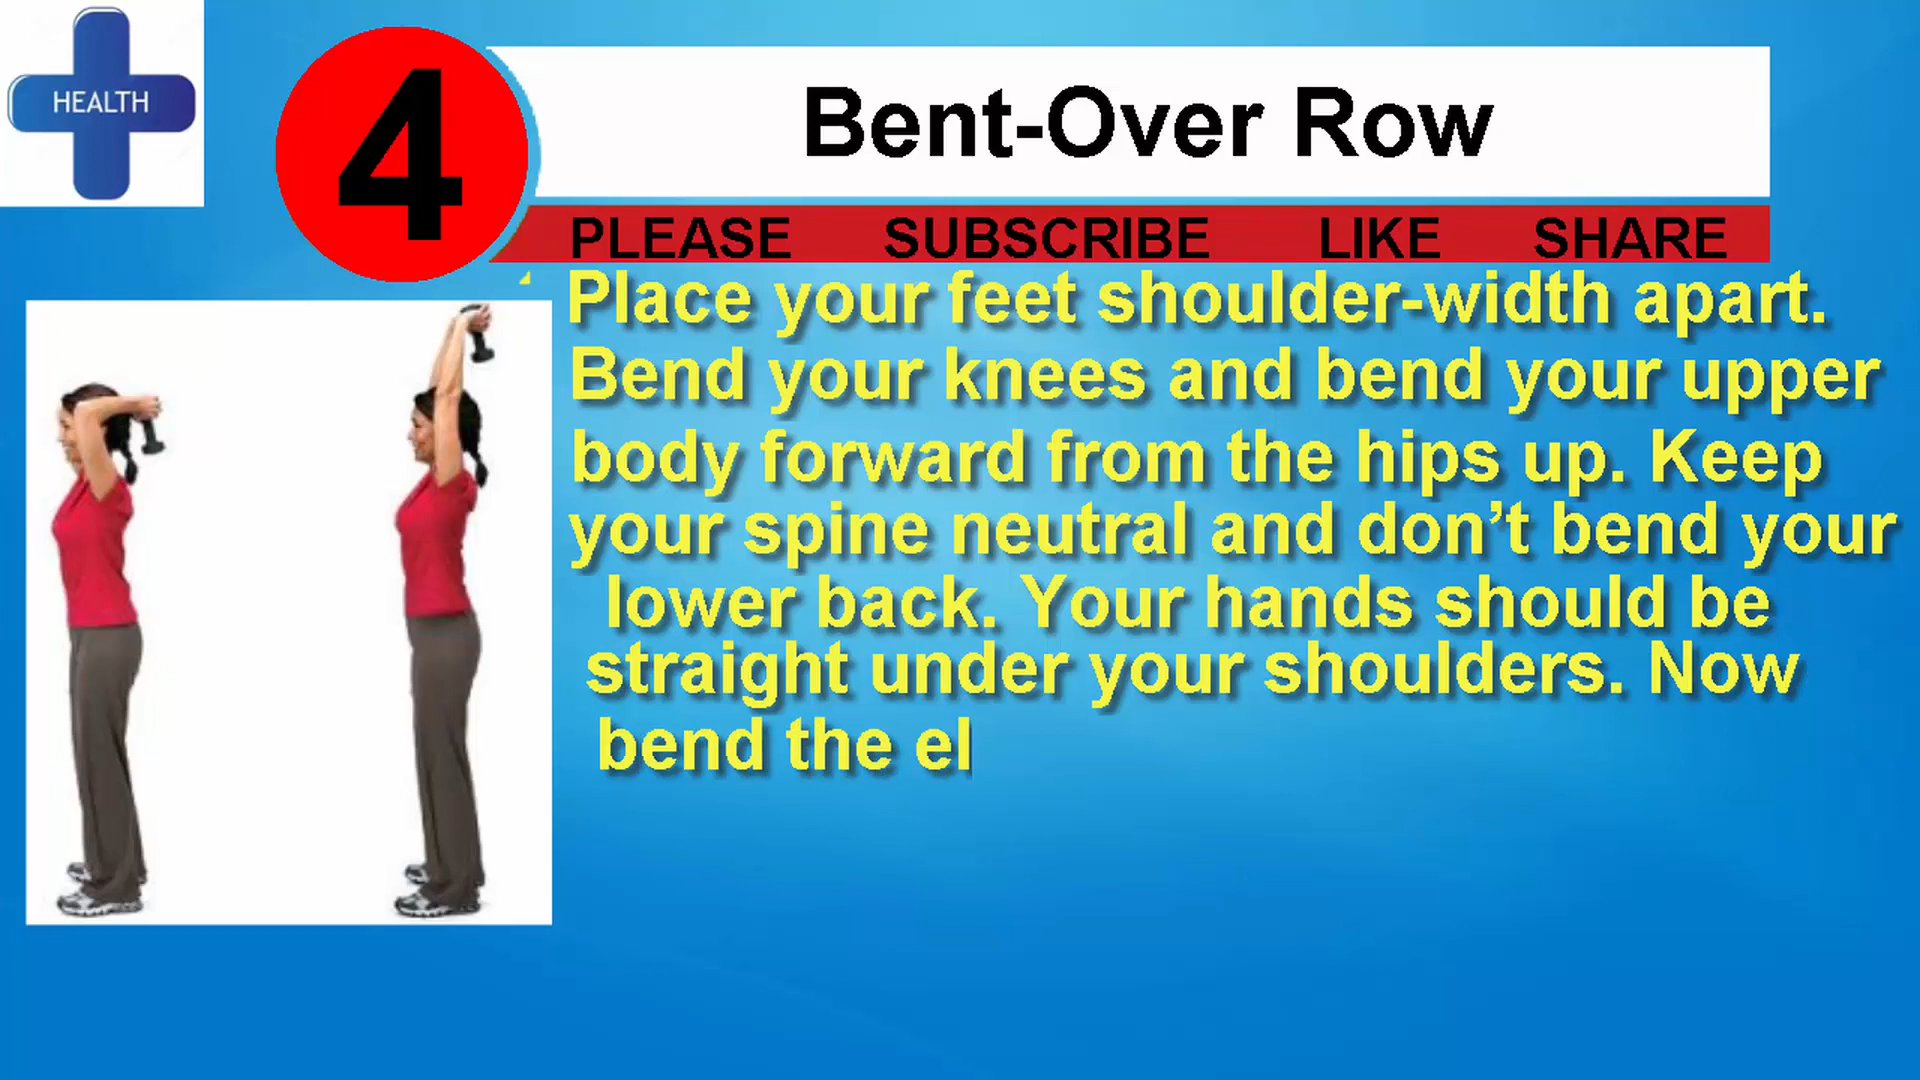 HEALTH
4
Bent-Over Row
PLEASE SUBSCRIBE LIKE SHARE
Place your feet shoulder-width apart.
Bend your knees and bend your upper
body forward from the hips up. Keep
your spine neutral and don’t bend your
lower back. Your hands should be
straight under your shoulders. Now
bend the el